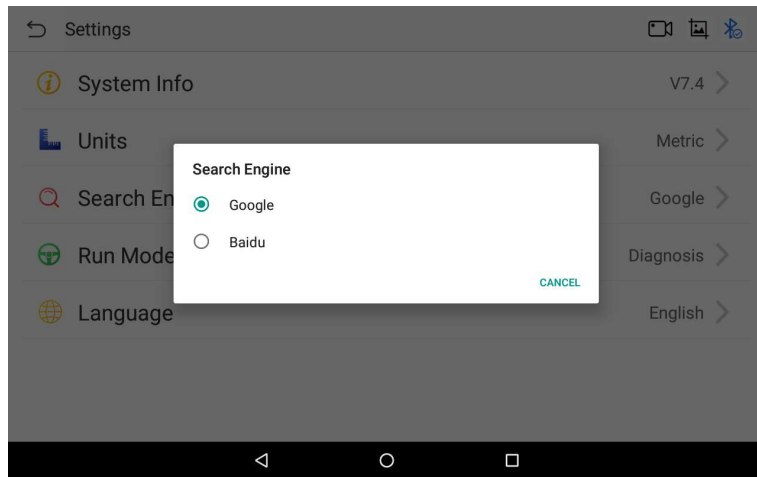 Settings
System Info V7.4
Units Metric
Search Engine
Search En Google
Google
Baidu
Run Mode Diagnosis
CANCEL
Language English